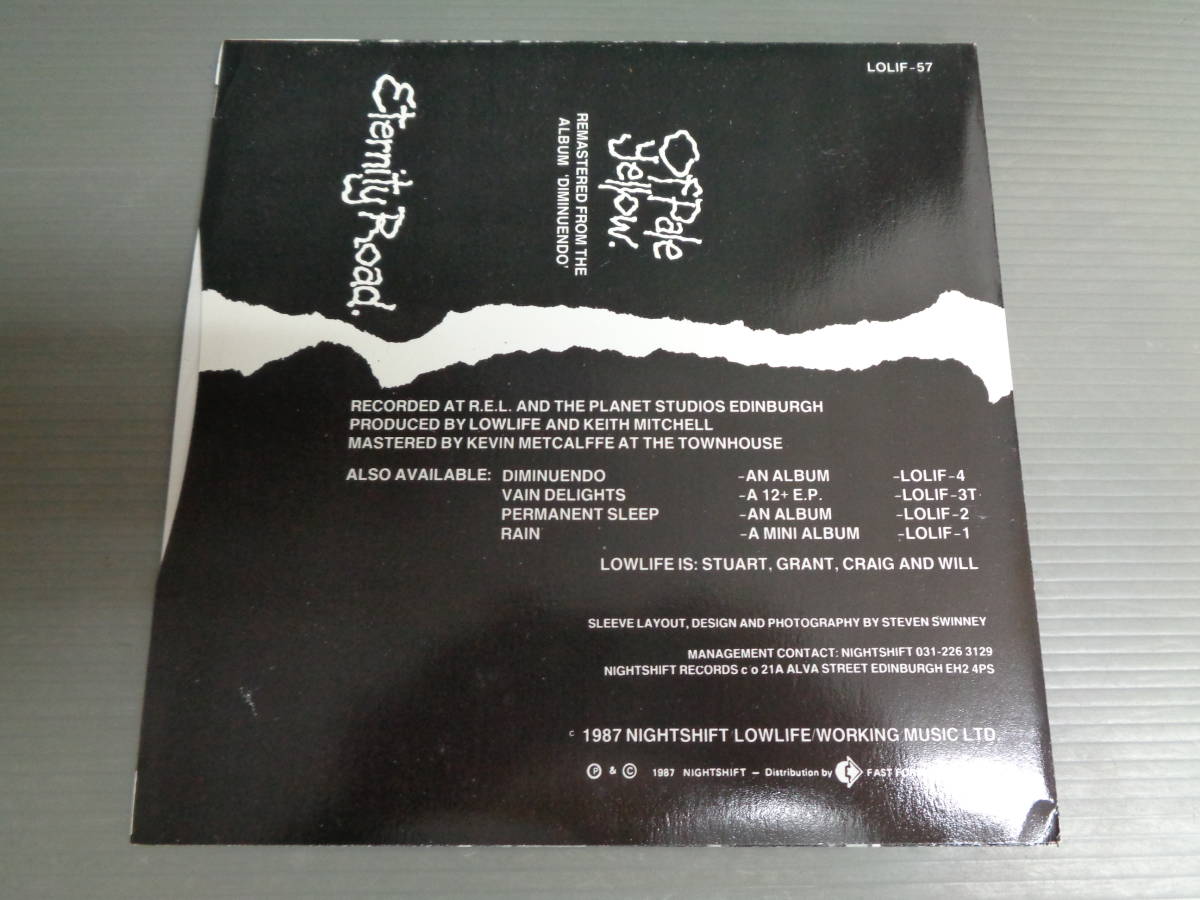 LOLIF-57
Eternity Road.
Of Pale
Yellow.
REMASTERED FROM THE
ALBUM 'DIMINUENDO'
RECORDED AT R.E.L. AND THE PLANET STUDIOS EDINBURGH
PRODUCED BY LOWLIFE AND KEITH MITCHELL
MASTERED BY KEVIN METCALFFE AT THE TOWNHOUSE
ALSO AVAILABLE: DIMINUENDO -AN ALBUM -LOLIF-4
VAIN DELIGHTS -A 12+ E.P. -LOLIF-3T
PERMANENT SLEEP -AN ALBUM -LOLIF-2
RAIN -A MINI ALBUM -LOLIF-1
LOWLIFE IS: STUART, GRANT, CRAIG AND WILL
SLEEVE LAYOUT, DESIGN AND PHOTOGRAPHY BY STEVEN SWINNEY
MANAGEMENT CONTACT: NIGHTSHIFT 031-226 3129
NIGHTSHIFT RECORDS c o 21A ALVA STREET EDINBURGH EH2 4PS
c 1987 NIGHTSHIFT LOWLIFE/WORKING MUSIC LTD.
℗ & © 1987 NIGHTSHIFT – Distribution by FAST